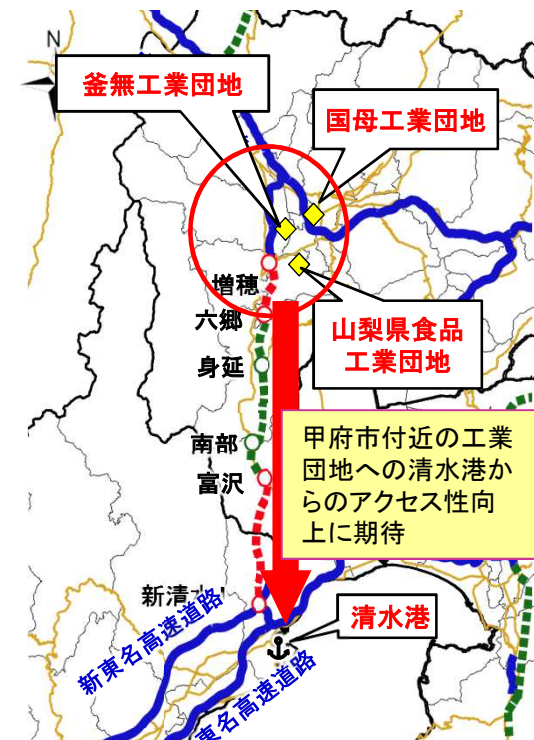 N
釜無工業団地
国母工業団地
増穂
六郷
山梨県食品
工業団地
身延
甲府市付近の工業
団地への清水港か
らのアクセス性向
上に期待
南部
富沢
新清水
清水港
新東名高速道路
東名高速道路